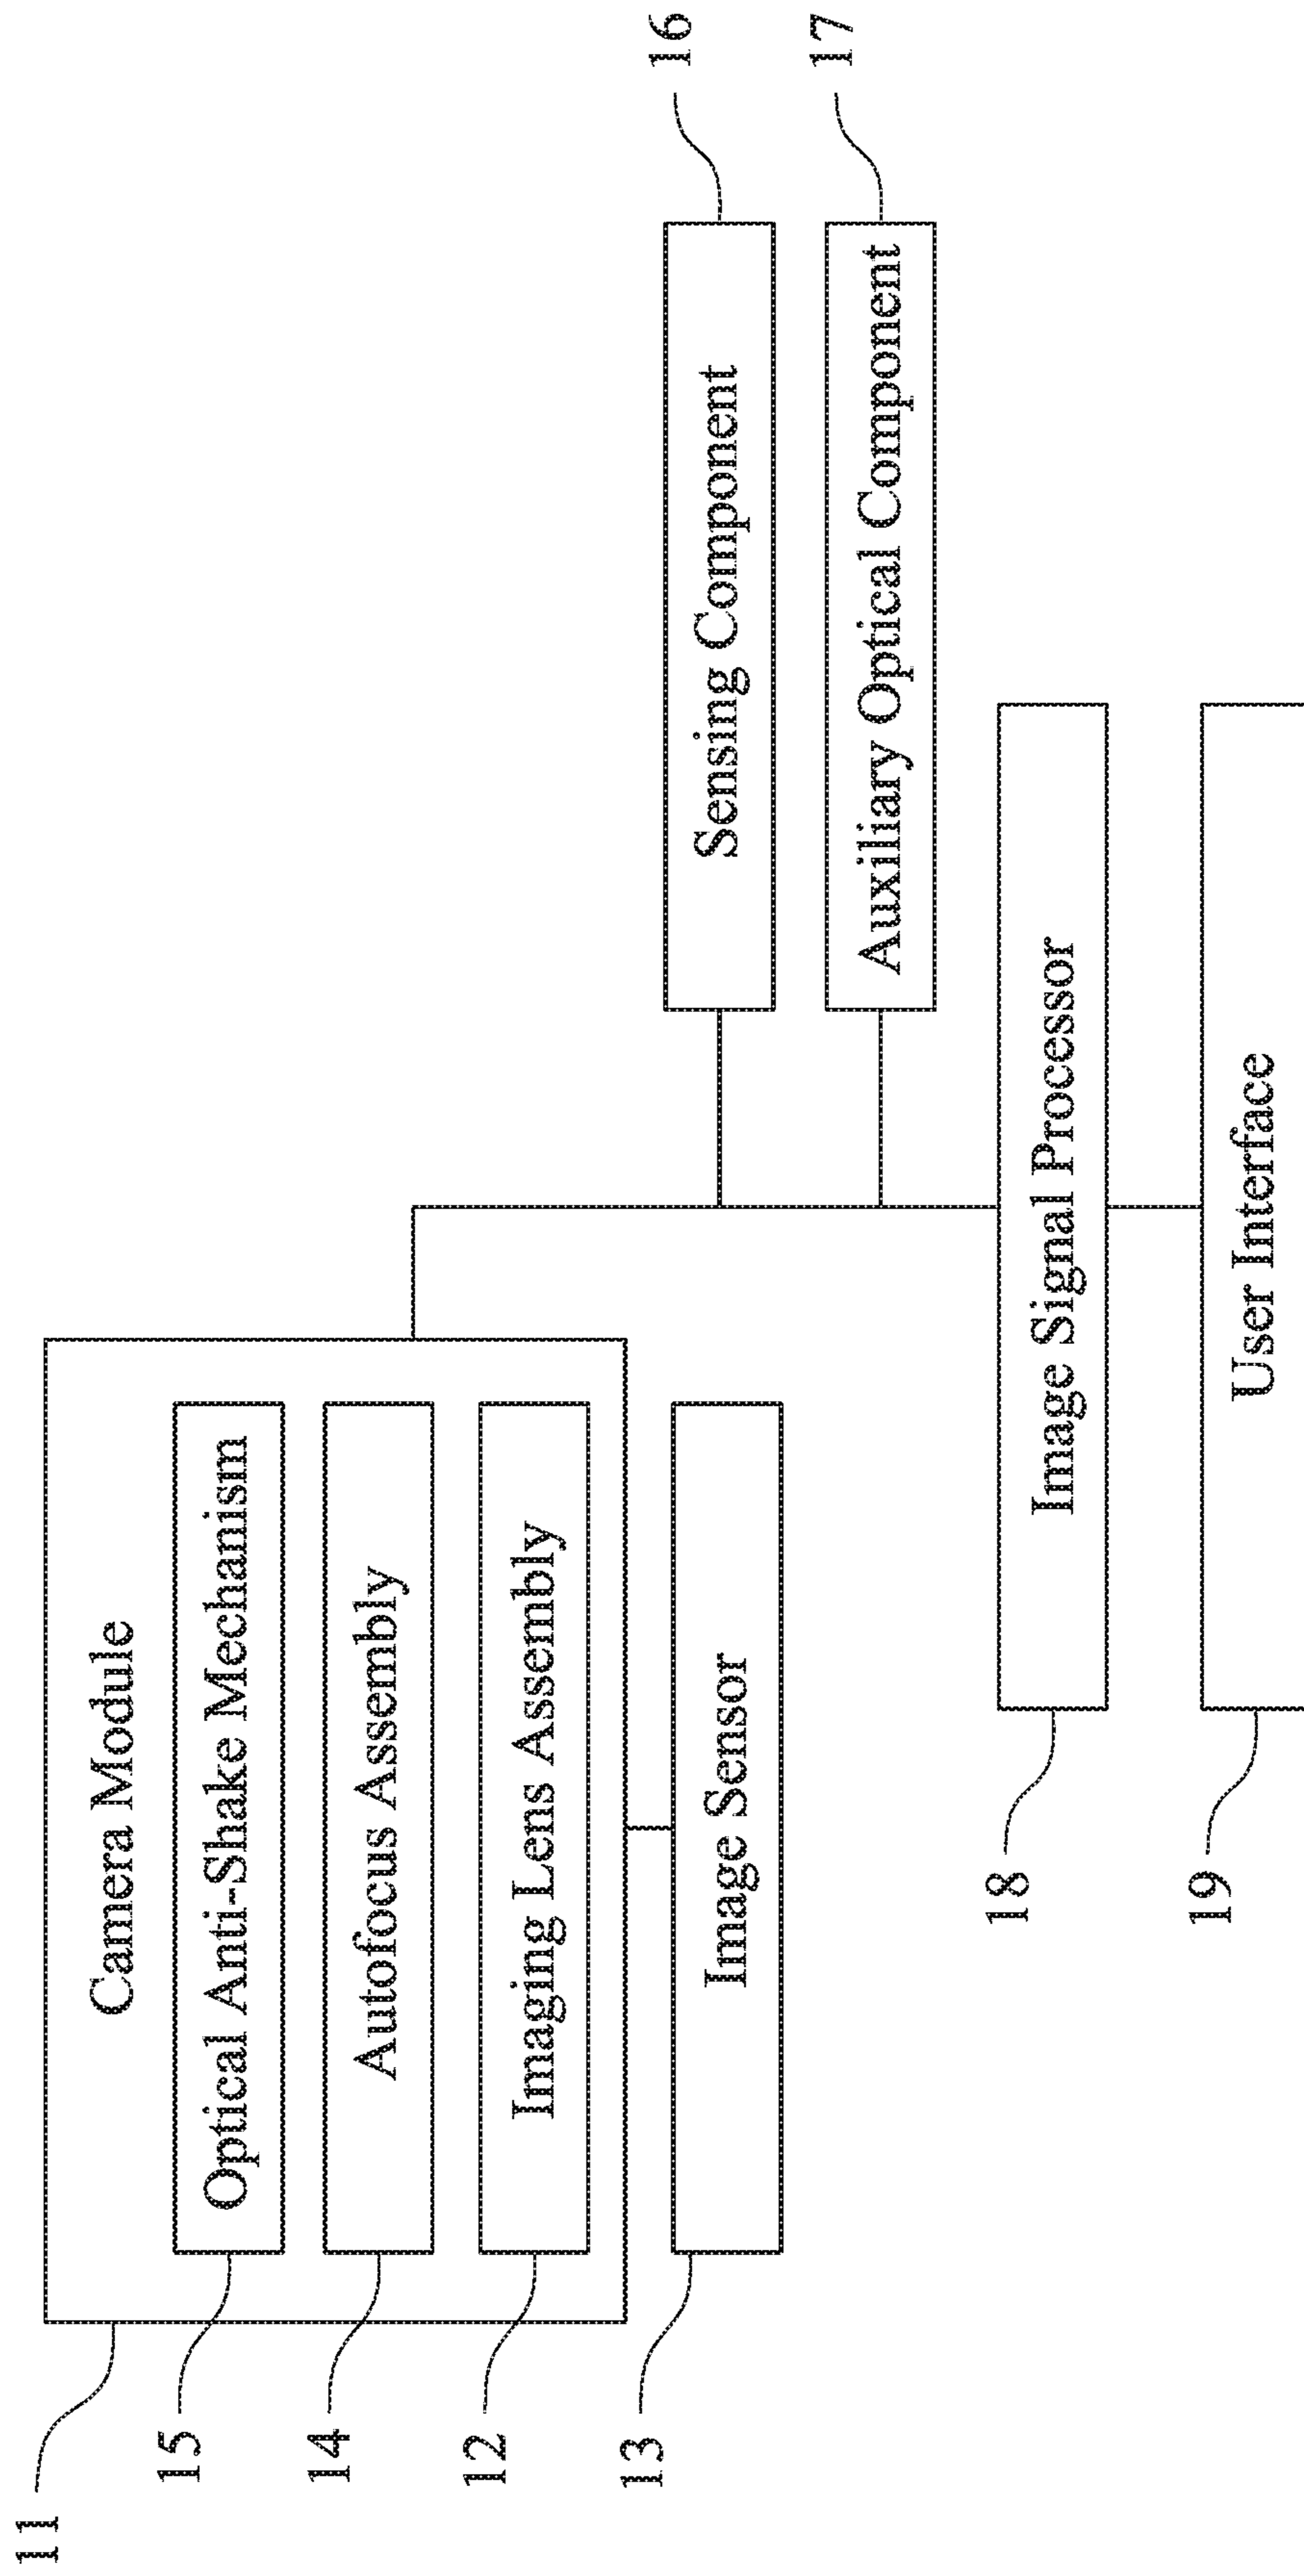 11
Camera Module
15
Optical Anti-Shake Mechanism
14
Autofocus Assembly
12
Imaging Lens Assembly
13
Image Sensor
16
Sensing Component
17
Auxiliary Optical Component
18
Image Signal Processor
19
User Interface